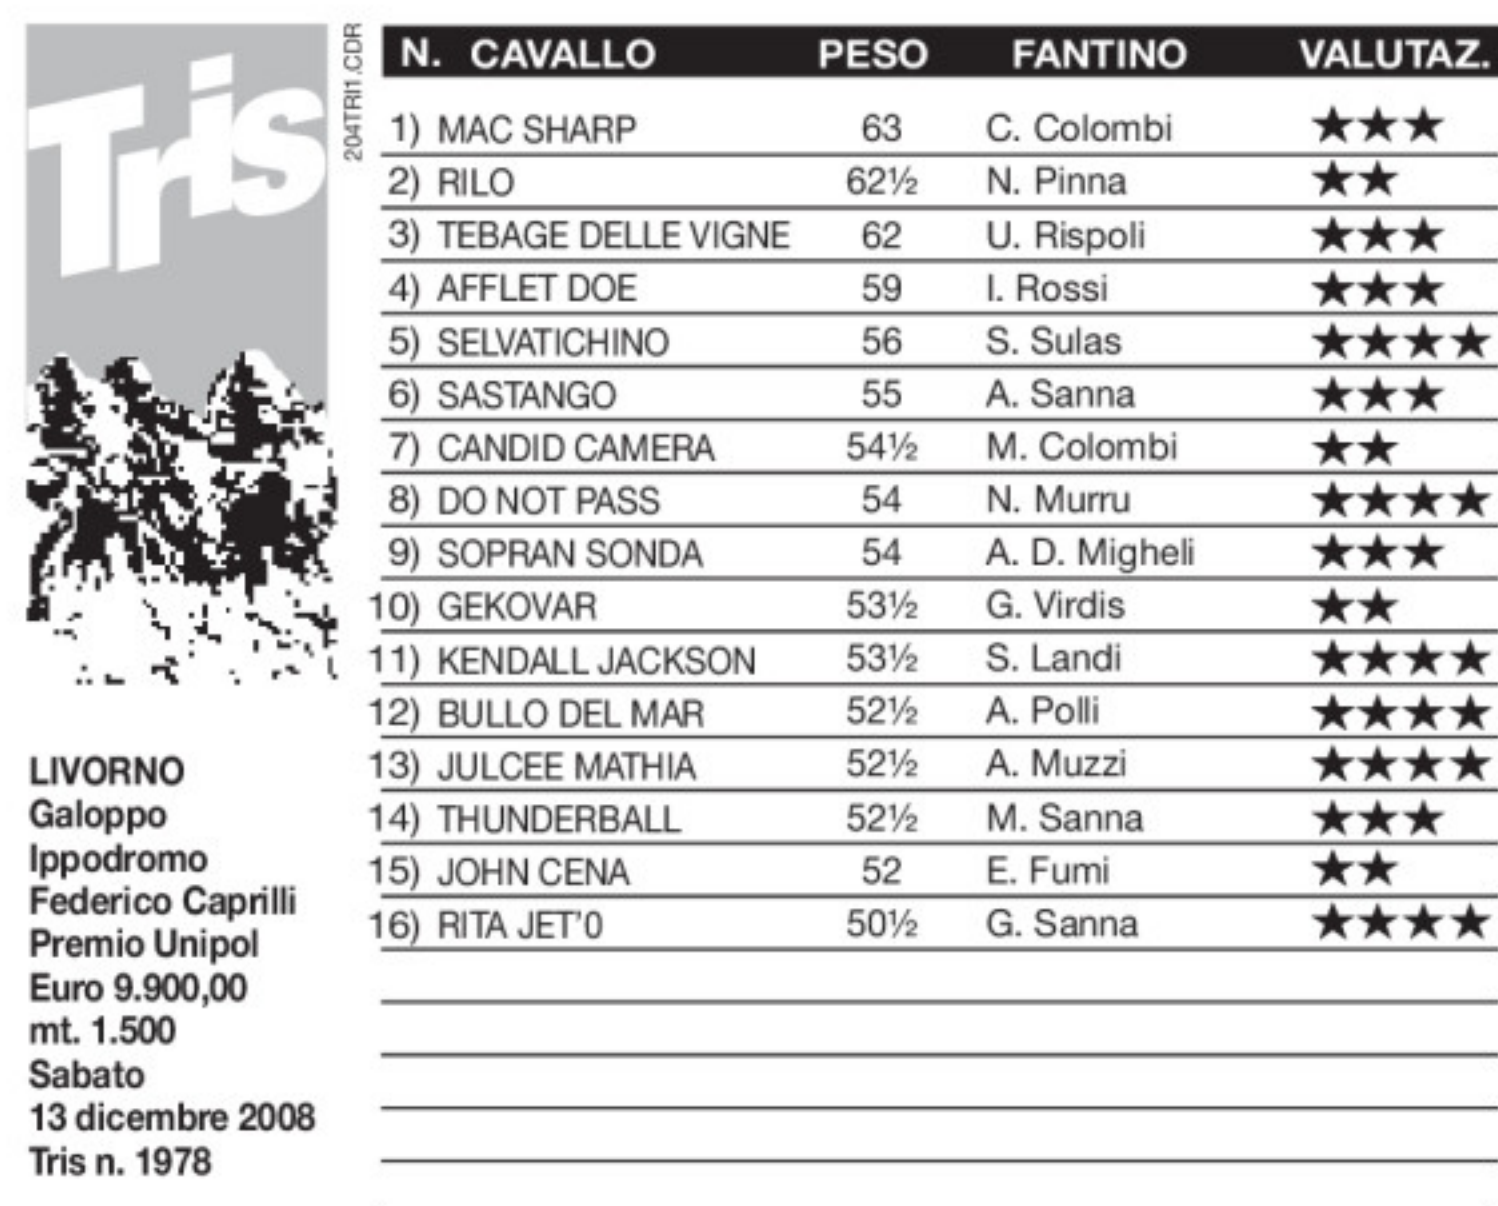 Tris
204TRI1.CDR
N. CAVALLO PESO FANTINO VALUTAZ.
1) MAC SHARP 63 C. Colombi ★★★
2) RILO 62½ N. Pinna ★★
3) TEBAGE DELLE VIGNE 62 U. Rispoli ★★★
4) AFFLET DOE 59 I. Rossi ★★★
5) SELVATICHINO 56 S. Sulas ★★★★
6) SASTANGO 55 A. Sanna ★★★
7) CANDID CAMERA 54½ M. Colombi ★★
8) DO NOT PASS 54 N. Murru ★★★★
9) SOPRAN SONDA 54 A. D. Migheli ★★★
10) GEKOVAR 53½ G. Virdis ★★
11) KENDALL JACKSON 53½ S. Landi ★★★★
12) BULLO DEL MAR 52½ A. Polli ★★★★
13) JULCEE MATHIA 52½ A. Muzzi ★★★★
14) THUNDERBALL 52½ M. Sanna ★★★
15) JOHN CENA 52 E. Fumi ★★
16) RITA JET'0 50½ G. Sanna ★★★★
LIVORNO
Galoppo
Ippodromo
Federico Caprilli
Premio Unipol
Euro 9.900,00
mt. 1.500
Sabato
13 dicembre 2008
Tris n. 1978